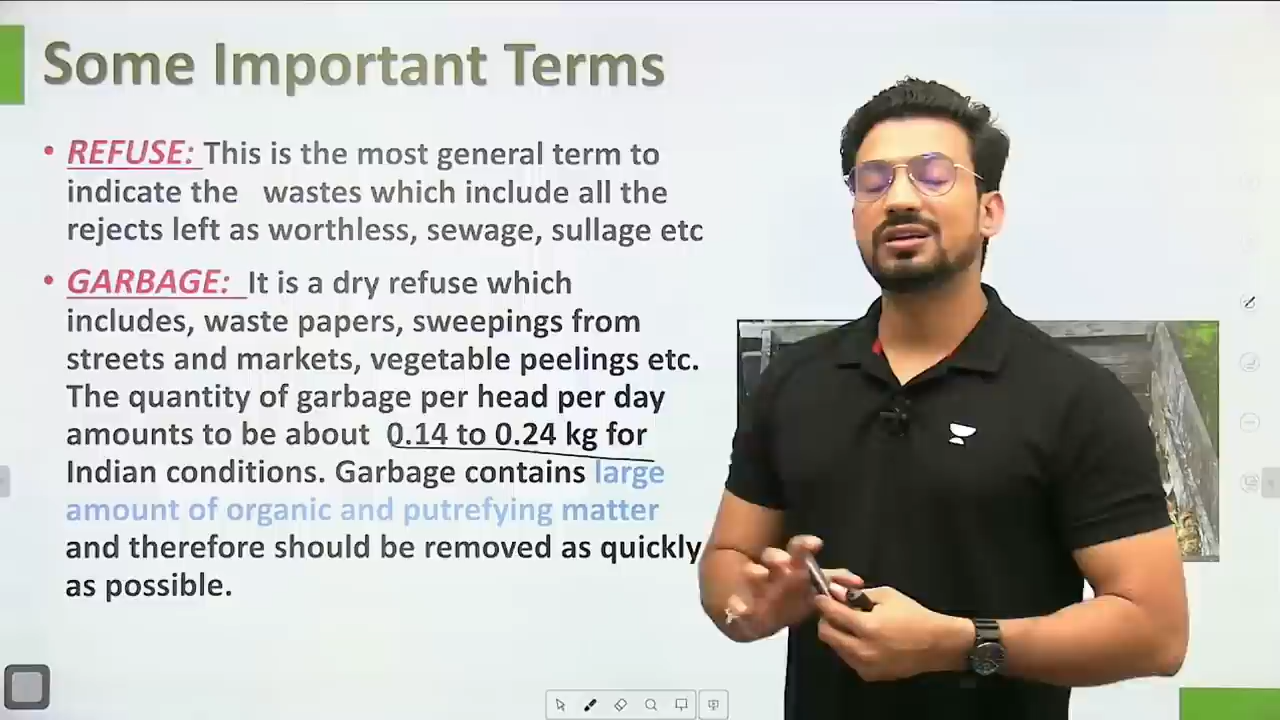 Some Important Terms
• REFUSE: This is the most general term to
indicate the wastes which include all the
rejects left as worthless, sewage, sullage etc
• GARBAGE: It is a dry refuse which
includes, waste papers, sweepings from
streets and markets, vegetable peelings etc.
The quantity of garbage per head per day
amounts to be about 0.14 to 0.24 kg for
Indian conditions. Garbage contains large
amount of organic and putrefying matter
and therefore should be removed as quickly
as possible.